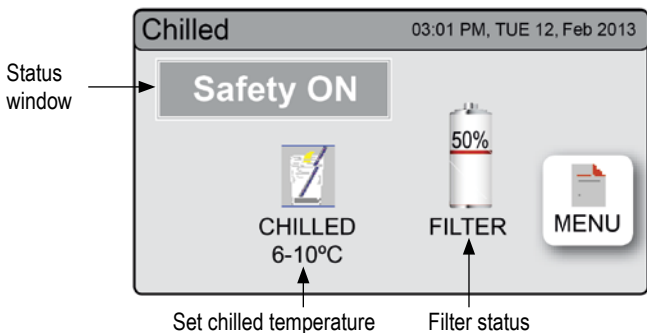 Chilled 03:01 PM, TUE 12, Feb 2013
Status
window
Safety ON
50%
CHILLED
6-10ºC
FILTER
MENU
Set chilled temperature
Filter status